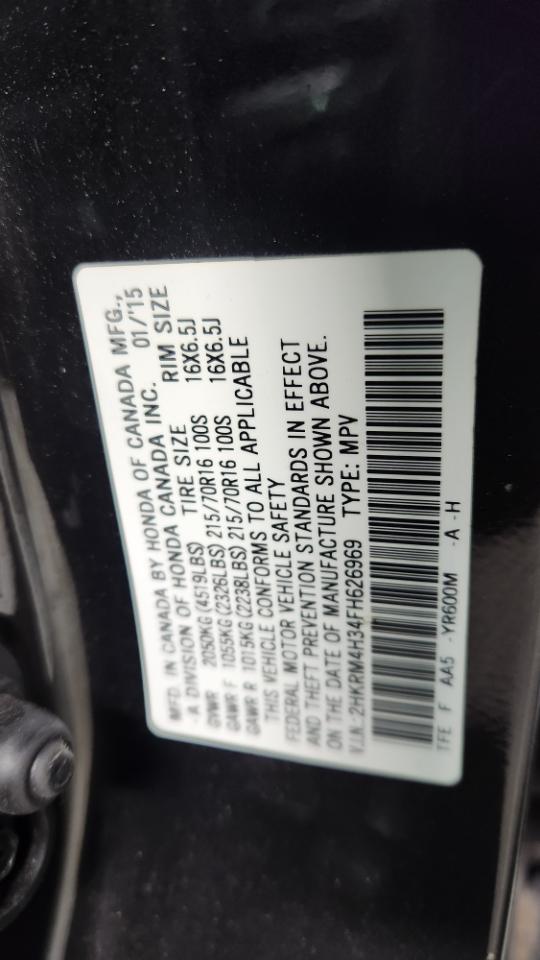 MFD. IN CANADA BY HONDA OF CANADA MFG.,
-A DIVISION OF HONDA CANADA INC. 01/'15
GVWR 2050KG (4519LBS) TIRE SIZE RIM SIZE
GAWR F 1055KG (2326LBS) 215/70R16 100S 16X6.5J
GAWR R 1015KG (2238LBS) 215/70R16 100S 16X6.5J
THIS VEHICLE CONFORMS TO ALL APPLICABLE
FEDERAL MOTOR VEHICLE SAFETY
AND THEFT PREVENTION STANDARDS IN EFFECT
ON THE DATE OF MANUFACTURE SHOWN ABOVE.
V.I.N.:2HKRM4H34FH626969 TYPE: MPV
TFE F AA5 -YR600M -A -H